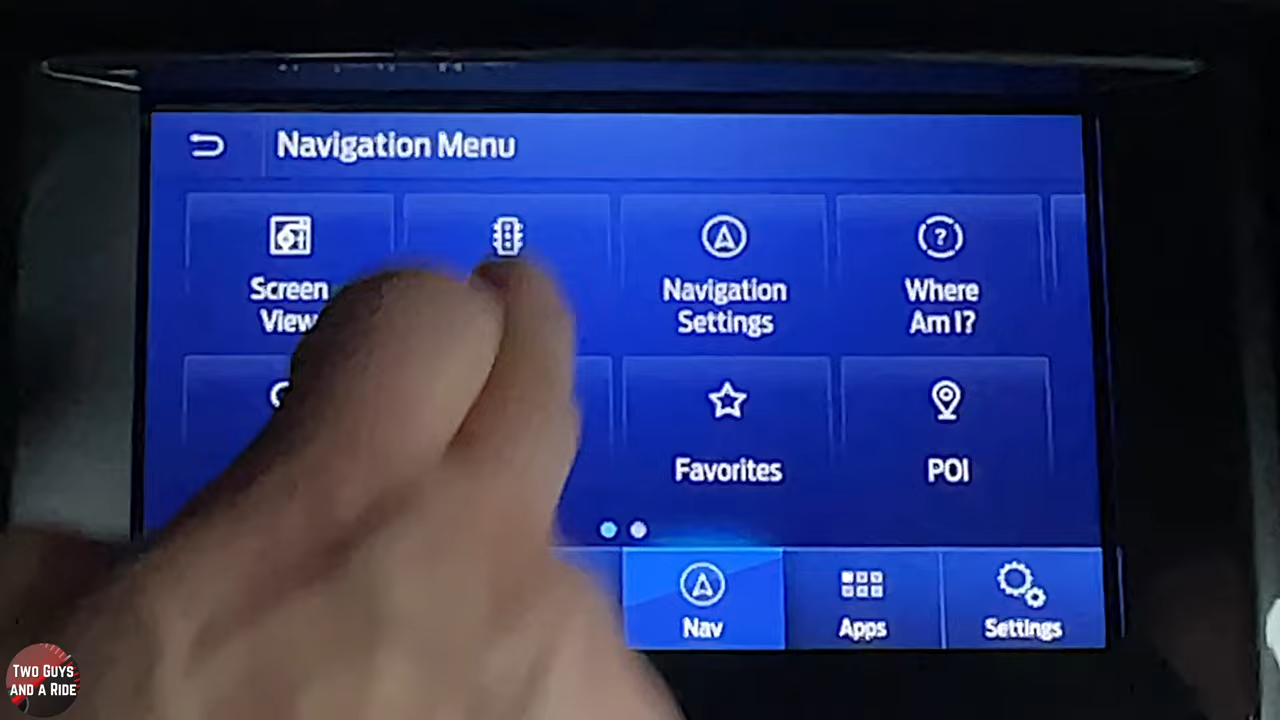 Navigation Menu
Screen
View
Navigation
Settings
Where
Am I?
Favorites
POI
Nav
Apps
Settings
TWO GUYS
AND A RIDE